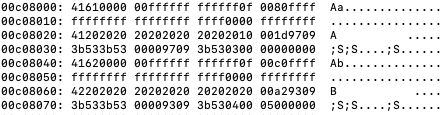 00c08000: 41610000 00ffffff ffffff0f 0080ffff  Aa..............
00c08010: ffffffff ffffffff ffff0000 ffffffff  ................
00c08020: 41202020 20202020 20202010 001d9709  A          .....
00c08030: 3b533b53 00009709 3b530300 00000000  ;S;S....;S......
00c08040: 41620000 00ffffff ffffff0f 00c0ffff  Ab..............
00c08050: ffffffff ffffffff ffff0000 ffffffff  ................
00c08060: 42202020 20202020 20202010 00a29309  B          .....
00c08070: 3b533b53 00009309 3b530400 05000000  ;S;S....;S......